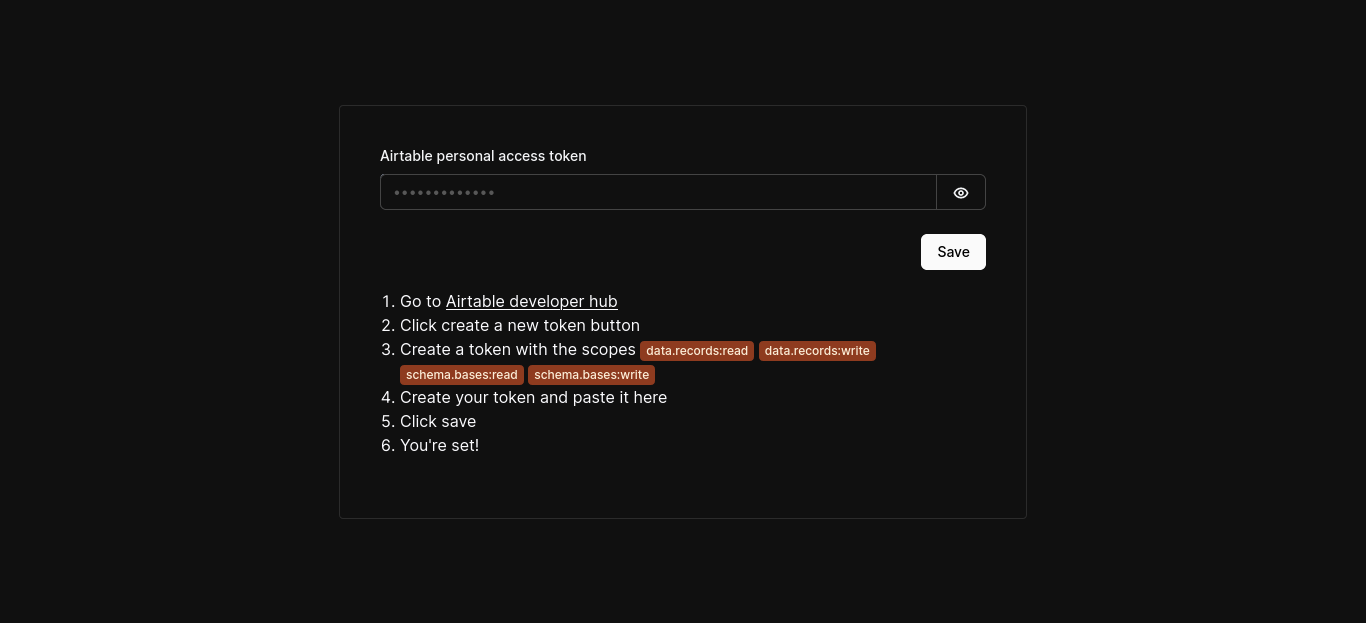 Airtable personal access token
•••••••••••••
Save
1. Go to Airtable developer hub
2. Click create a new token button
3. Create a token with the scopes data.records:read data.records:write
schema.bases:read schema.bases:write
4. Create your token and paste it here
5. Click save
6. You're set!